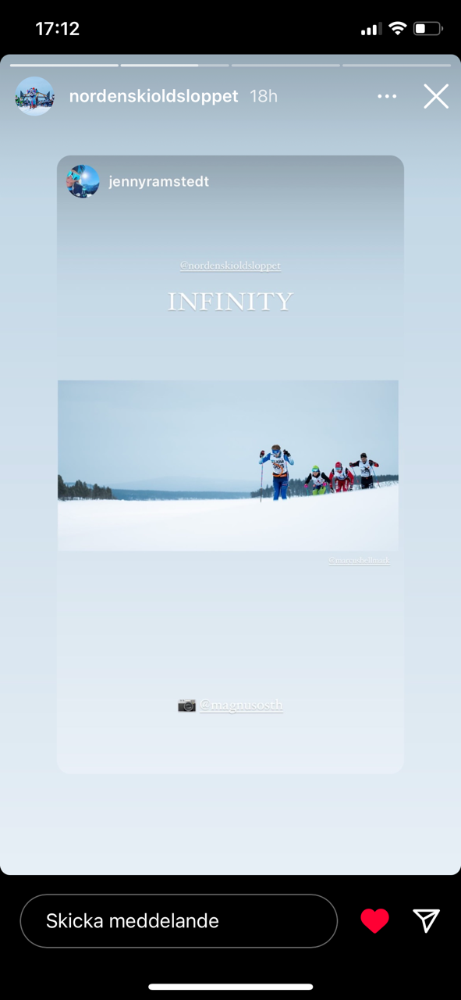 17:12
nordenskioldsloppet 18h
jennyramstedt
@nordenskioldsloppet
INFINITY
@magnusosth
Skicka meddelande